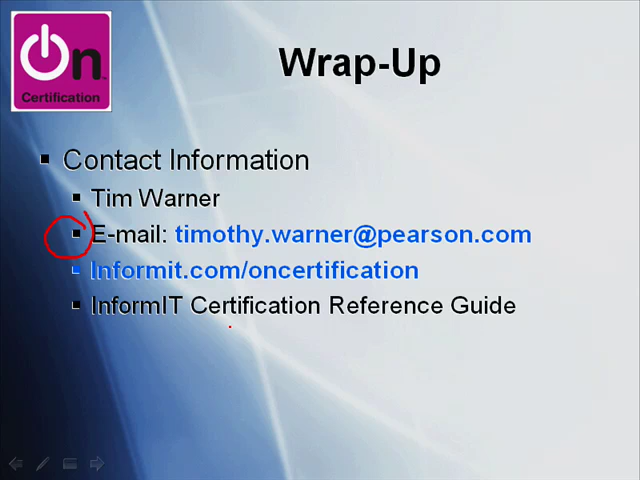 On
Certification
Wrap-Up
Contact Information
Tim Warner
E-mail: timothy.warner@pearson.com
Informit.com/oncertification
InformIT Certification Reference Guide